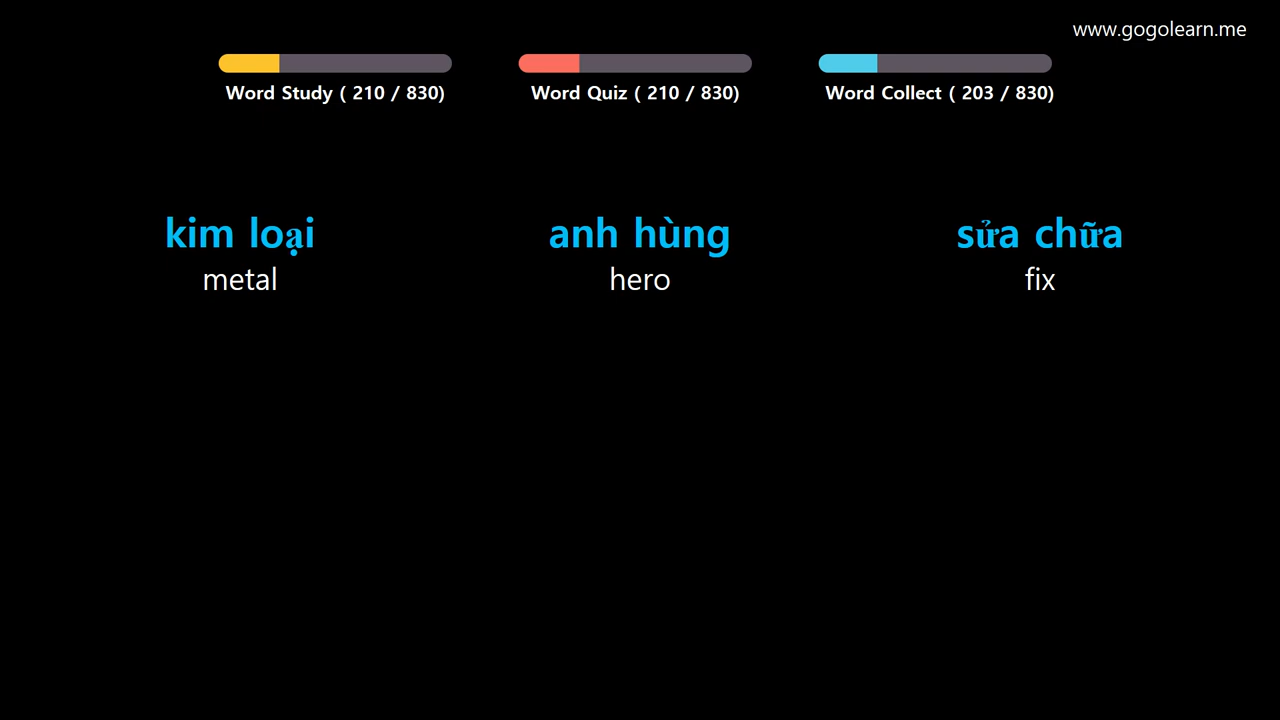 www.gogolearn.me
Word Study ( 210 / 830)
Word Quiz ( 210 / 830)
Word Collect ( 203 / 830)
kim loại
metal
anh hùng
hero
sửa chữa
fix